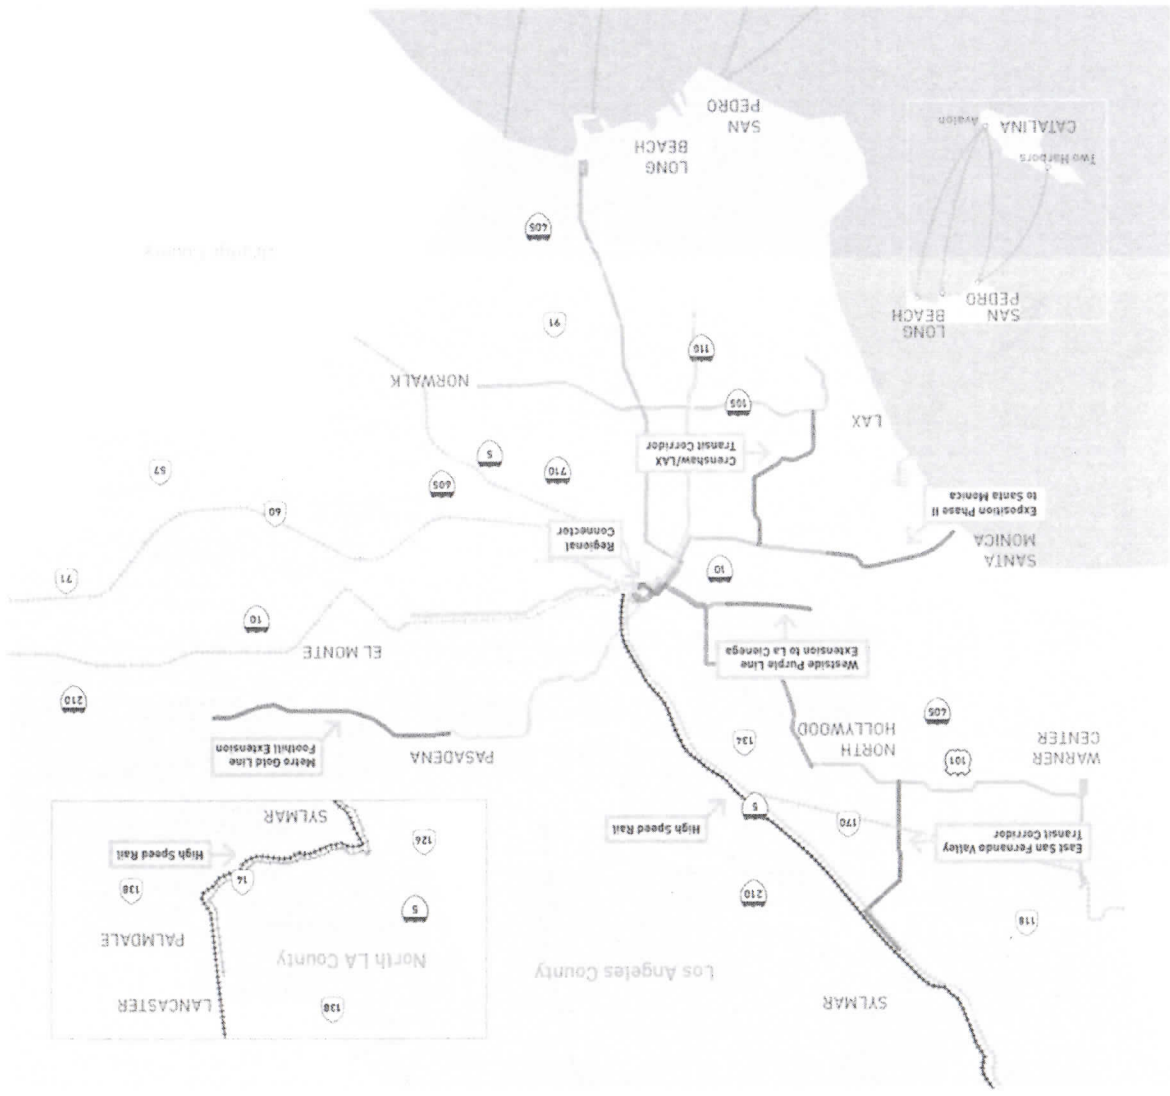 SYLMAR
LANCASTER
138
North LA County
PALMDALE
138
5
14
126
High Speed Rail
SYLMAR
Los Angeles County
118
210
East San Fernando Valley
Transit Corridor
170
5
High Speed Rail
WARNER
CENTER
101
405
NORTH
HOLLYWOOD
134
PASADENA
Metro Gold Line
Foothill Extension
210
Westside Purple Line
Extension to La Cienega
EL MONTE
10
71
SANTA
MONICA
10
Regional
Connector
Exposition Phase II
to Santa Monica
60
57
605
710
5
Crenshaw/LAX
Transit Corridor
LAX
105
NORWALK
110
91
405
SAN
PEDRO
LONG
BEACH
Two Harbors
CATALINA
Avalon
LONG
BEACH
SAN
PEDRO